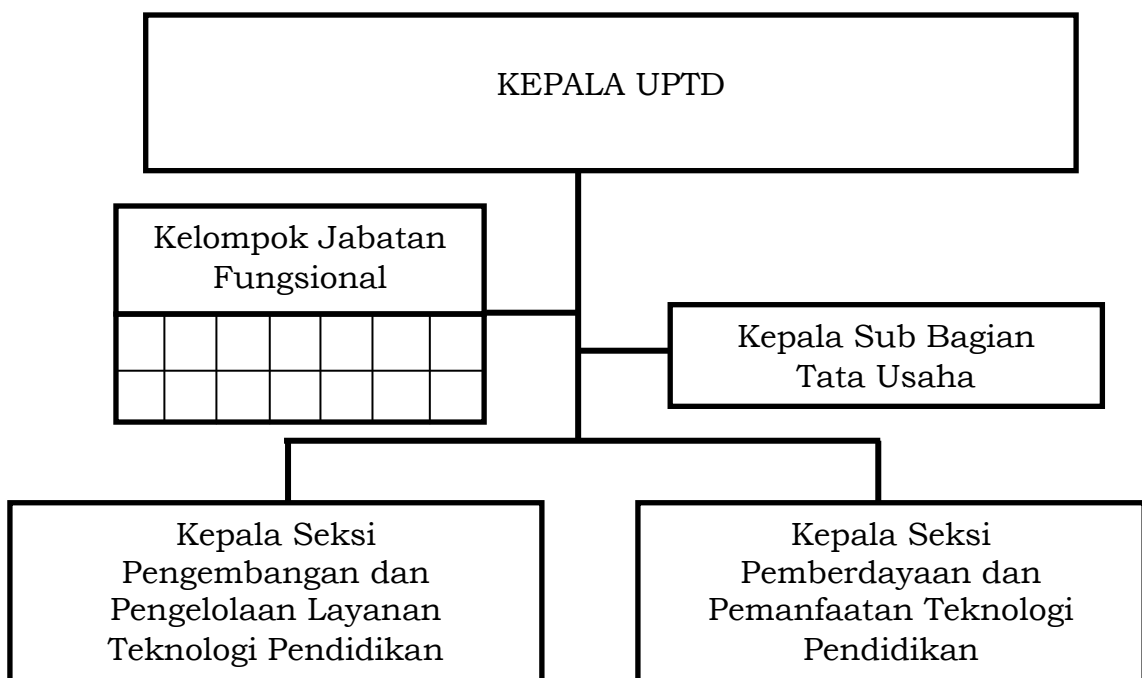 KEPALA UPTD
Kelompok Jabatan
Fungsional
Kepala Sub Bagian
Tata Usaha
Kepala Seksi
Pengembangan dan
Pengelolaan Layanan
Teknologi Pendidikan
Kepala Seksi
Pemberdayaan dan
Pemanfaatan Teknologi
Pendidikan